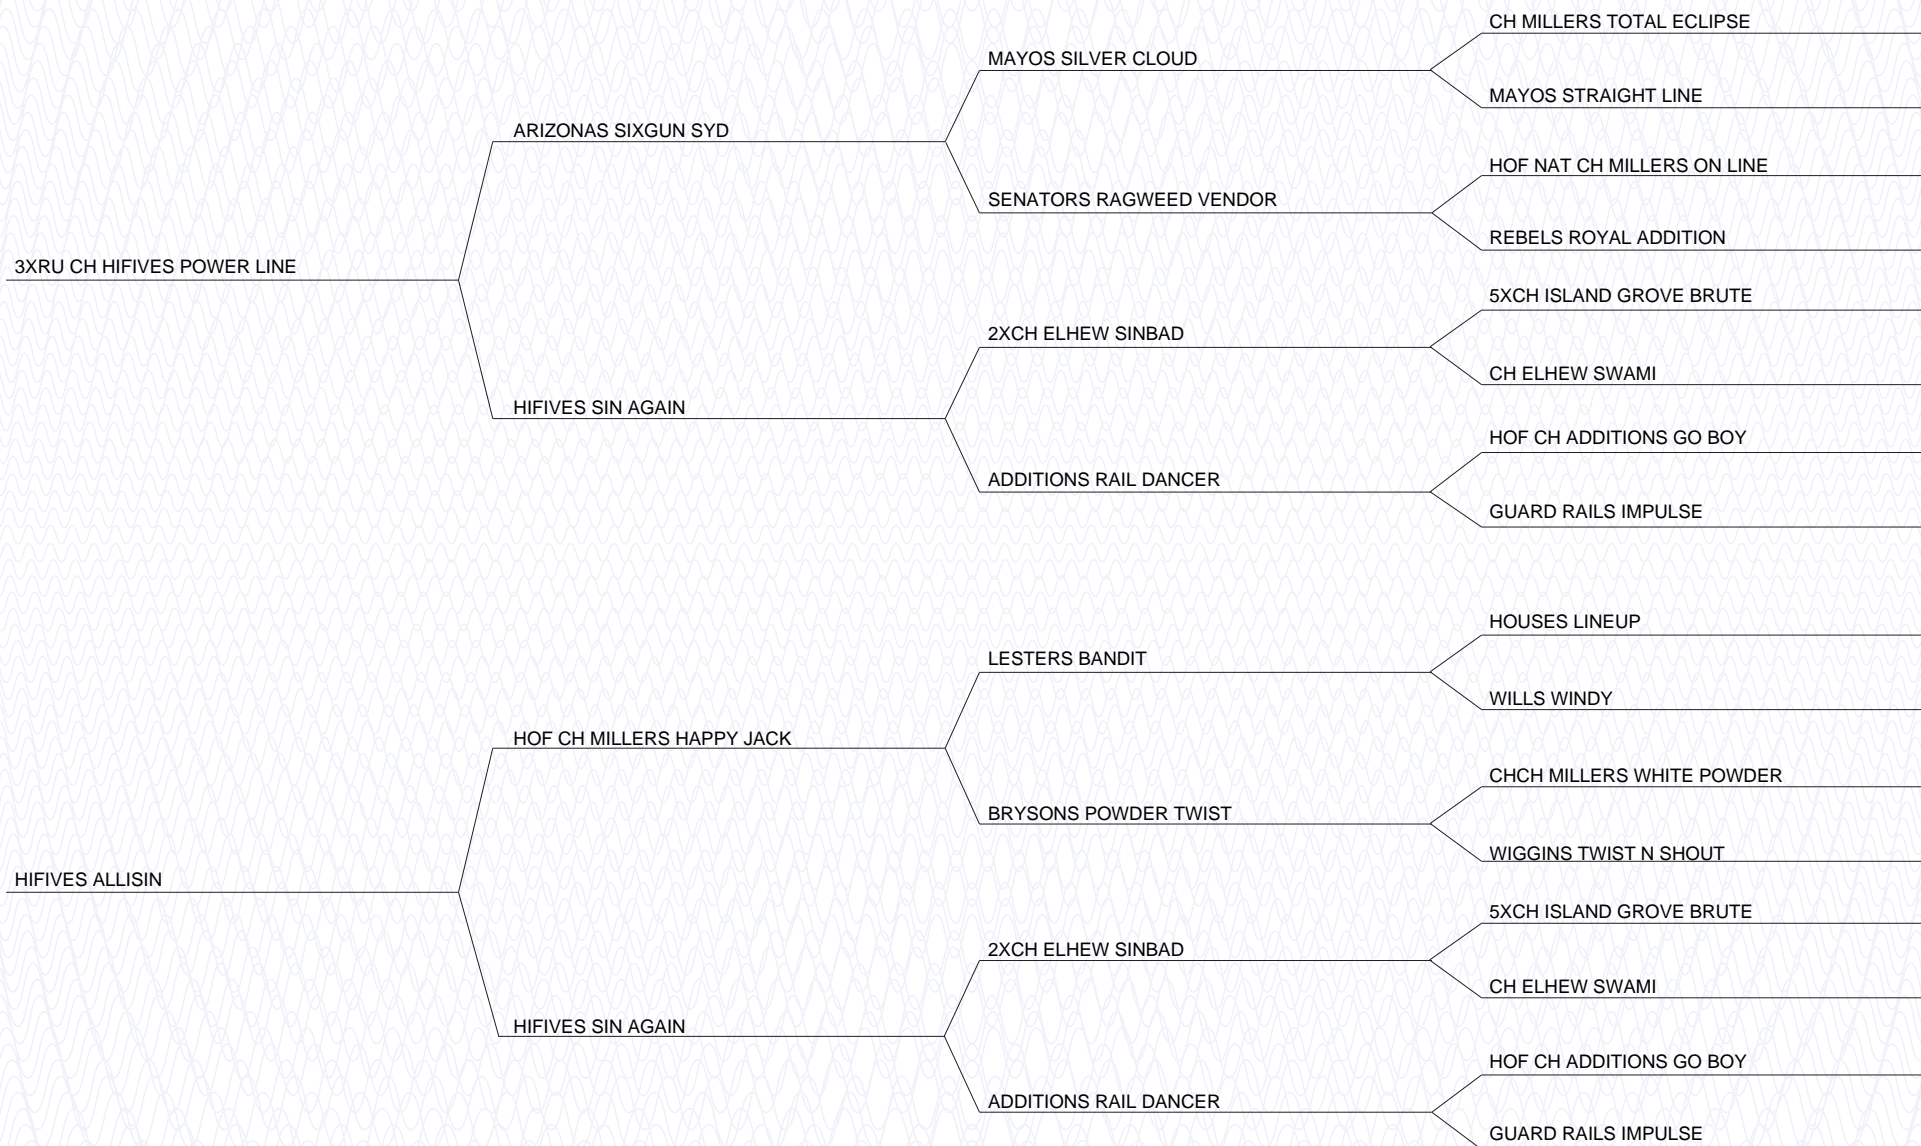 CH MILLERS TOTAL ECLIPSE
MAYOS SILVER CLOUD
MAYOS STRAIGHT LINE
ARIZONAS SIXGUN SYD
HOF NAT CH MILLERS ON LINE
SENATORS RAGWEED VENDOR
REBELS ROYAL ADDITION
3XRU CH HIFIVES POWER LINE
5XCH ISLAND GROVE BRUTE
2XCH ELHEW SINBAD
CH ELHEW SWAMI
HIFIVES SIN AGAIN
HOF CH ADDITIONS GO BOY
ADDITIONS RAIL DANCER
GUARD RAILS IMPULSE
HOUSES LINEUP
LESTERS BANDIT
WILLS WINDY
HOF CH MILLERS HAPPY JACK
CHCH MILLERS WHITE POWDER
BRYSONS POWDER TWIST
WIGGINS TWIST N SHOUT
HIFIVES ALLISIN
5XCH ISLAND GROVE BRUTE
2XCH ELHEW SINBAD
CH ELHEW SWAMI
HIFIVES SIN AGAIN
HOF CH ADDITIONS GO BOY
ADDITIONS RAIL DANCER
GUARD RAILS IMPULSE